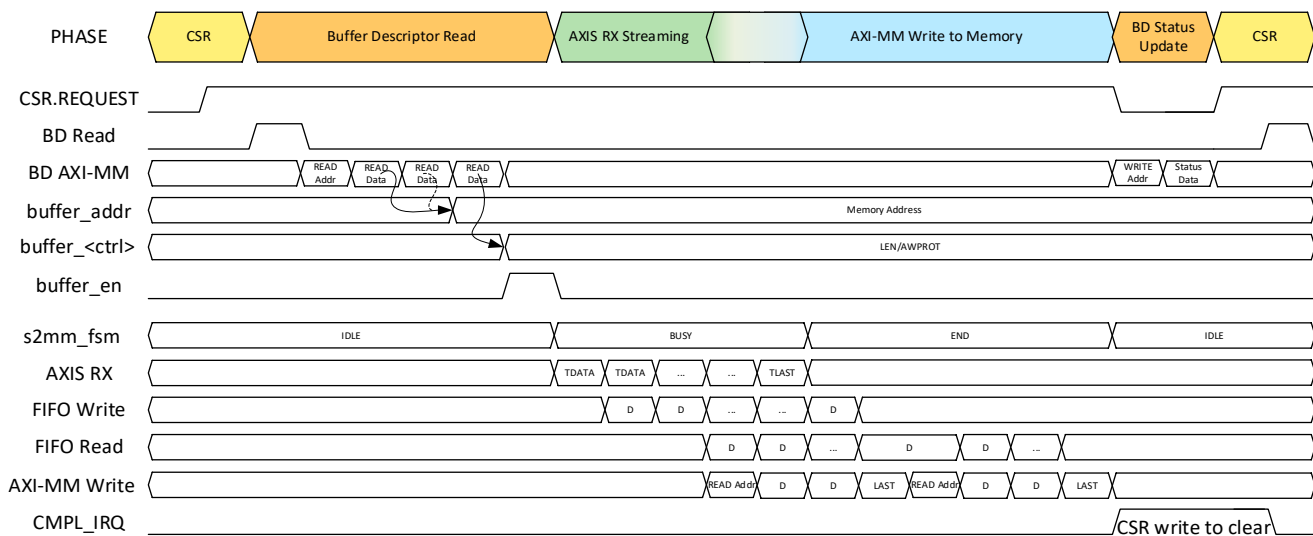 PHASE CSR Buffer Descriptor Read AXIS RX Streaming AXI-MM Write to Memory BD Status Update CSR
CSR.REQUEST
BD Read
BD AXI-MM READ Addr READ Data READ Data READ Data WRITE Addr Status Data
buffer_addr Memory Address
buffer_<ctrl> LEN/AWPROT
buffer_en
s2mm_fsm IDLE BUSY END IDLE
AXIS RX TDATA TDATA ... ... TLAST
FIFO Write D D ... ... D
FIFO Read D D ... D D ...
AXI-MM Write READ Addr D D LAST READ Addr D D LAST
CMPL_IRQ CSR write to clear